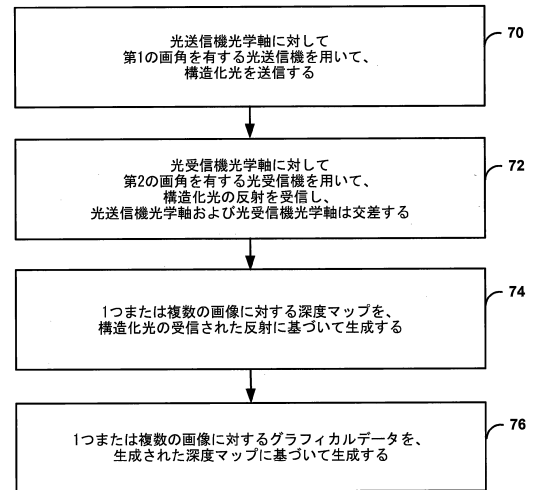 光送信機光学軸に対して
第1の画角を有する光送信機を用いて、
構造化光を送信する
70
光受信機光学軸に対して
第2の画角を有する光受信機を用いて、
構造化光の反射を受信し、
光送信機光学軸および光受信機光学軸は交差する
72
1つまたは複数の画像に対する深度マップを、
構造化光の受信された反射に基づいて生成する
74
1つまたは複数の画像に対するグラフィカルデータを、
生成された深度マップに基づいて生成する
76